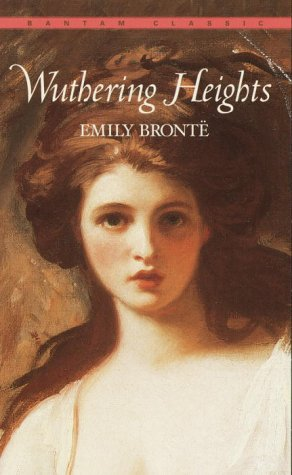 BANTAM CLASSIC
Wuthering Heights
EMILY BRONTË